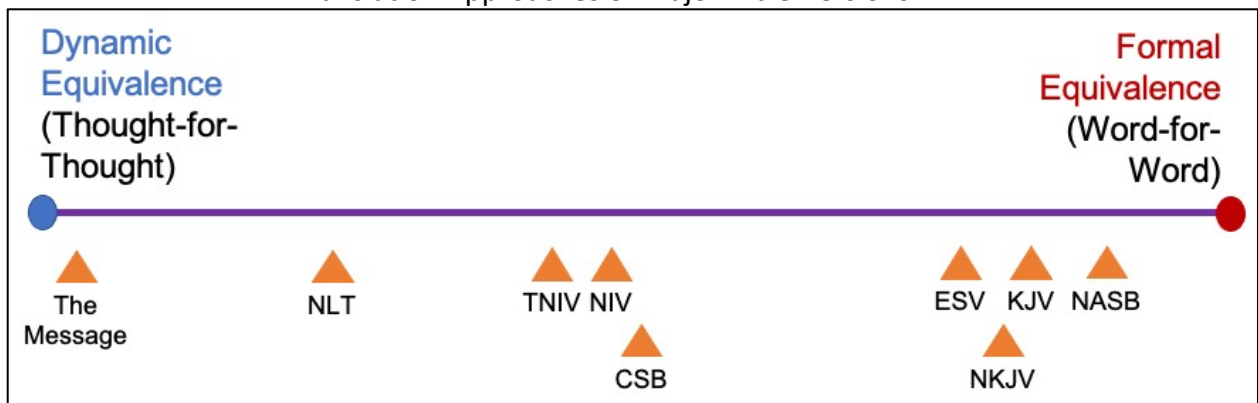 Dynamic
Equivalence
(Thought-for-
Thought)
Formal
Equivalence
(Word-for-
Word)
The
Message
NLT
TNIV NIV
CSB
ESV KJV NASB
NKJV